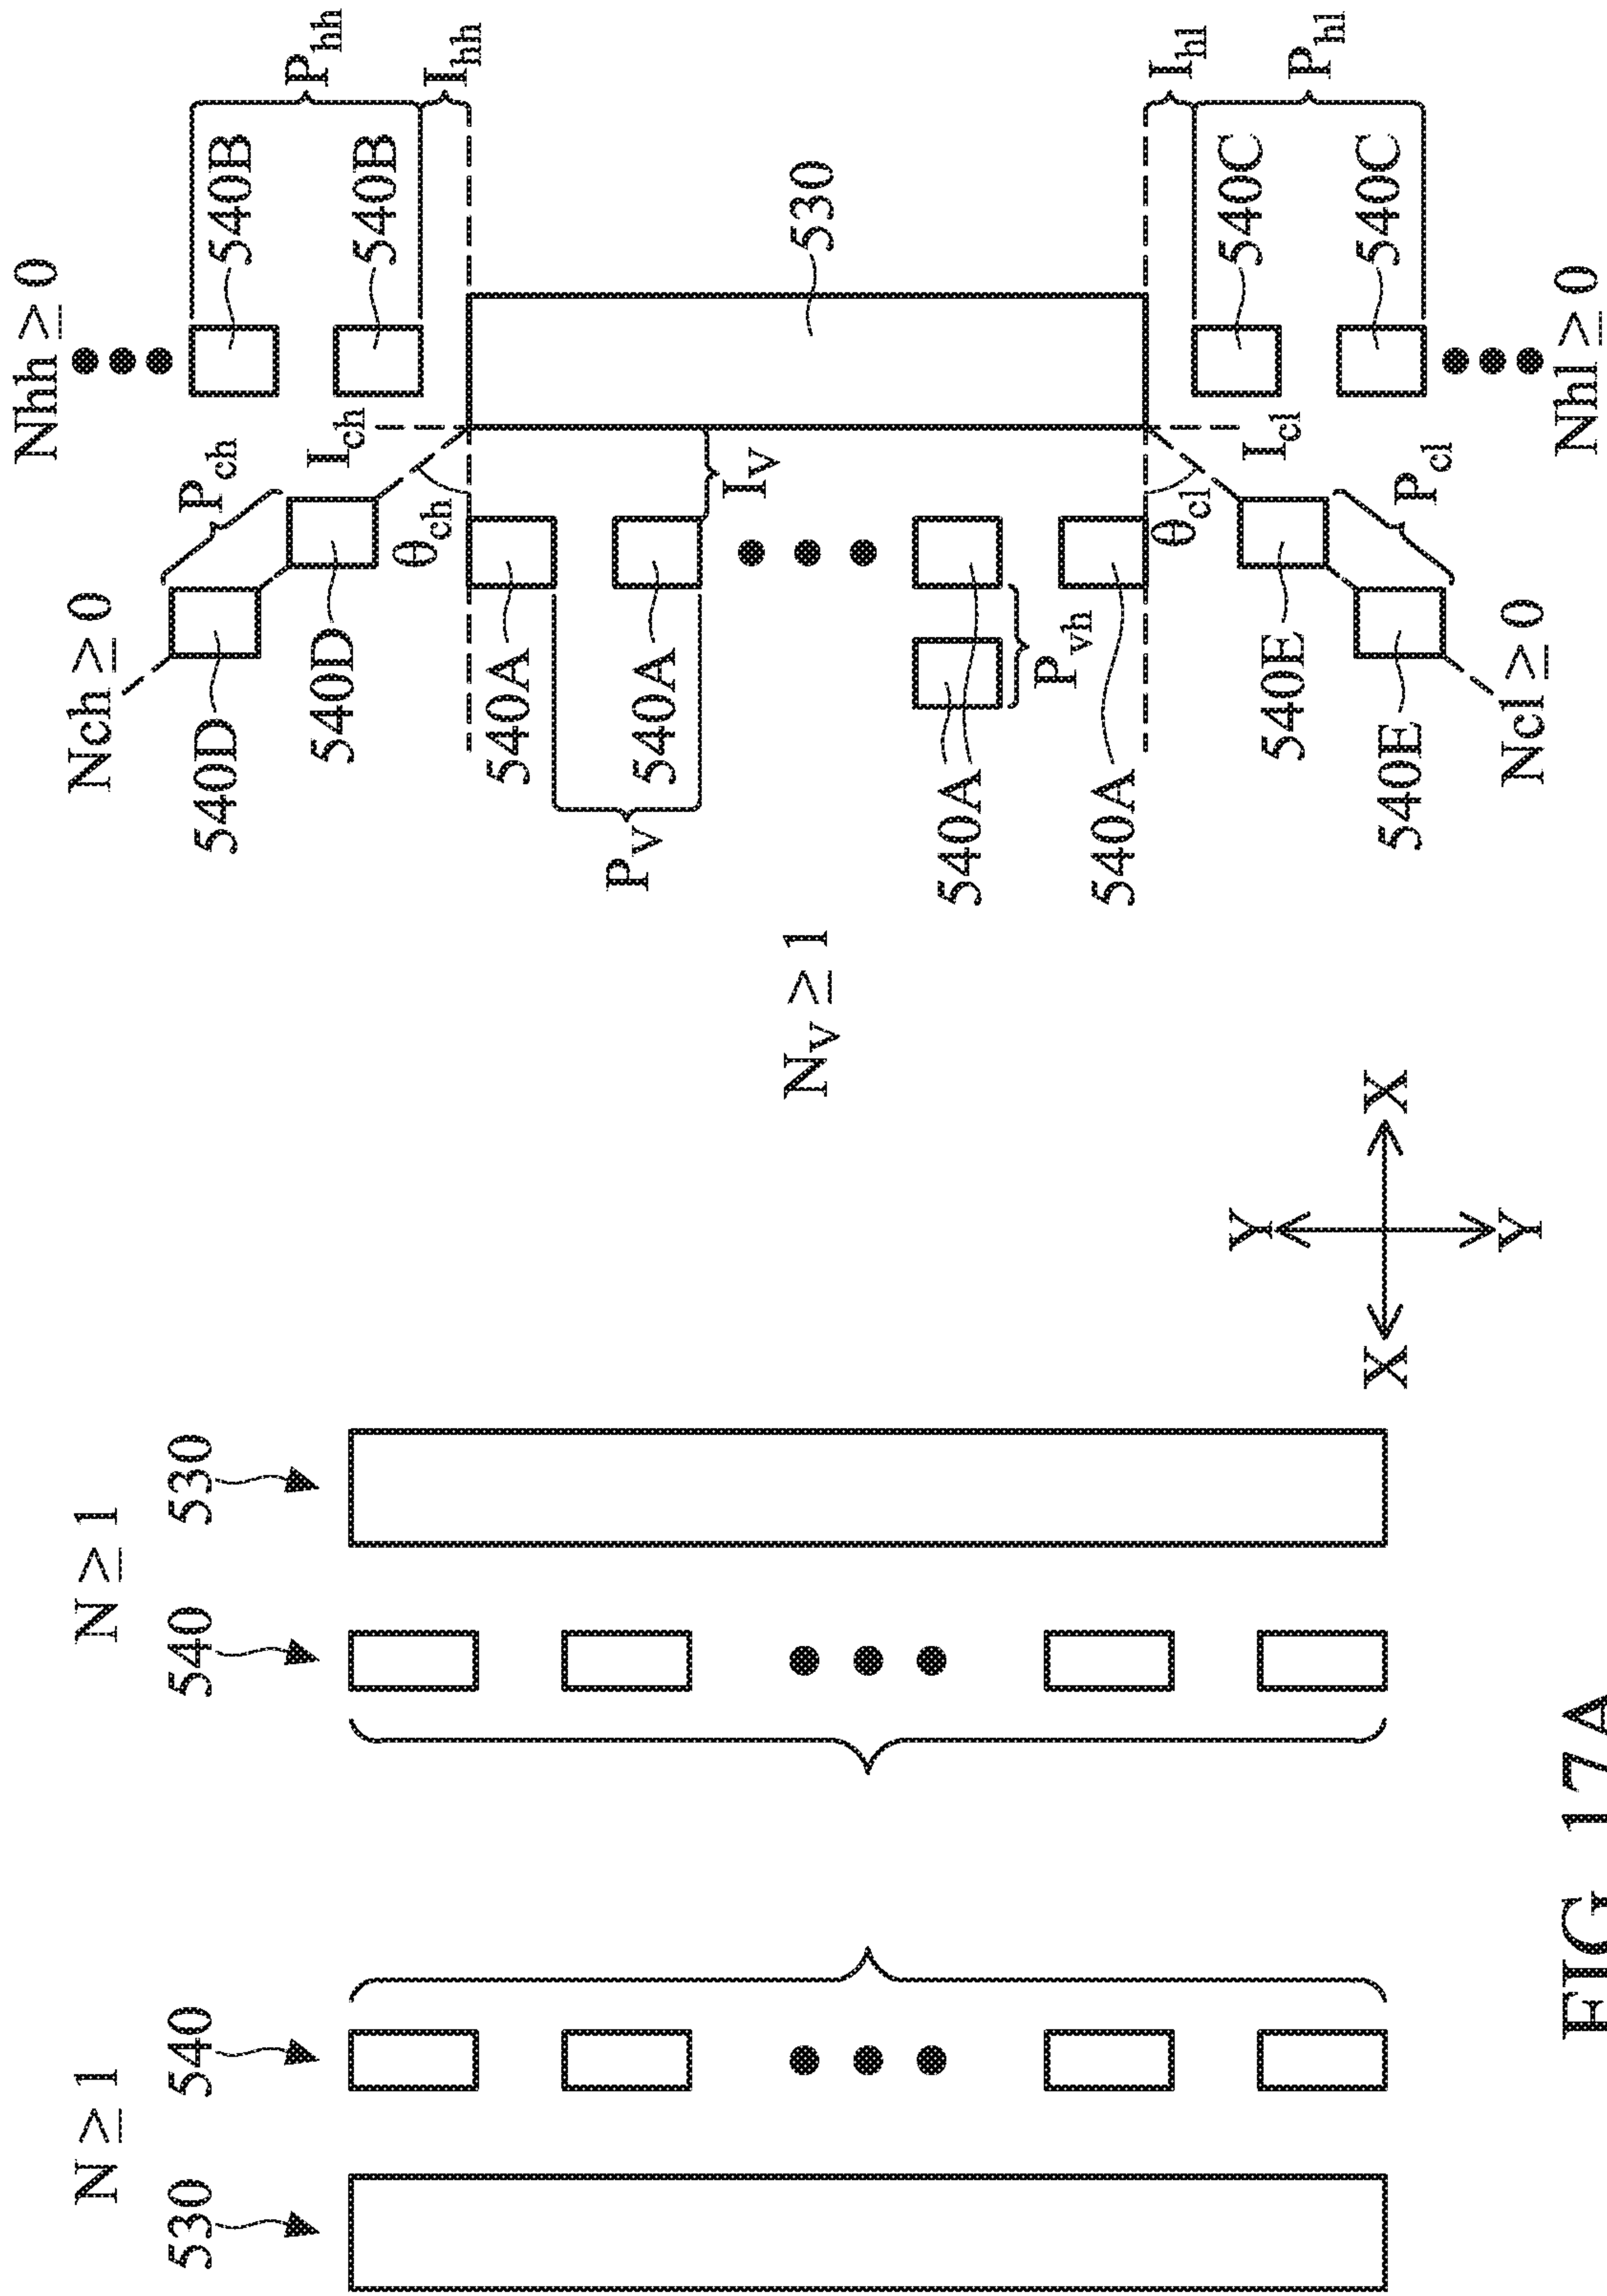 N ≥ 1
530
540
N ≥ 1
540
530
X
X
Y
Y
Nhh ≥ 0
Nch ≥ 0
540D
540D
P_ch
I_ch
θ_ch
540B
540B
P_hh
I_hh
540A
540A
P_V
I_V
530
N_V ≥ 1
540A
P_vh
540A
θ_cl
I_cl
I_hl
540E
540E
P_cl
540C
540C
P_hl
Ncl ≥ 0
Nhl ≥ 0
FIG 17A